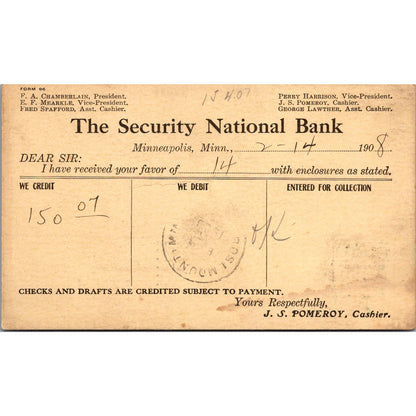 FORM 96
F. A. CHAMBERLAIN, President.
E. F. MEARKLE, Vice-President.
FRED SPAFFORD, Asst. Cashier.
PERRY HARRISON, Vice-President.
J. S. POMEROY, Cashier.
GEORGE LAWTHER, Asst. Cashier.
The Security National Bank
Minneapolis, Minn., 2-14 1908
DEAR SIR:
I have received your favor of 14 with enclosures as stated.
WE CREDIT WE DEBIT ENTERED FOR COLLECTION
150 07
ROSEMOUNT
CHECKS AND DRAFTS ARE CREDITED SUBJECT TO PAYMENT.
Yours Respectfully,
J. S. POMEROY, Cashier.